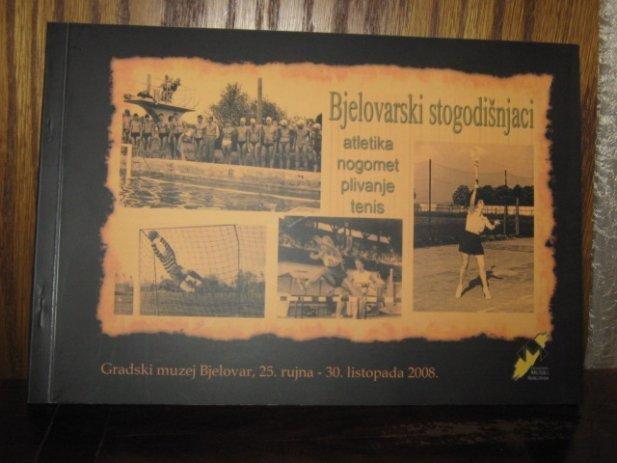 Bjelovarski stogodišnjaci
atletika
nogomet
plivanje
tenis
Gradski muzej Bjelovar, 25. rujna - 30. listopada 2008.